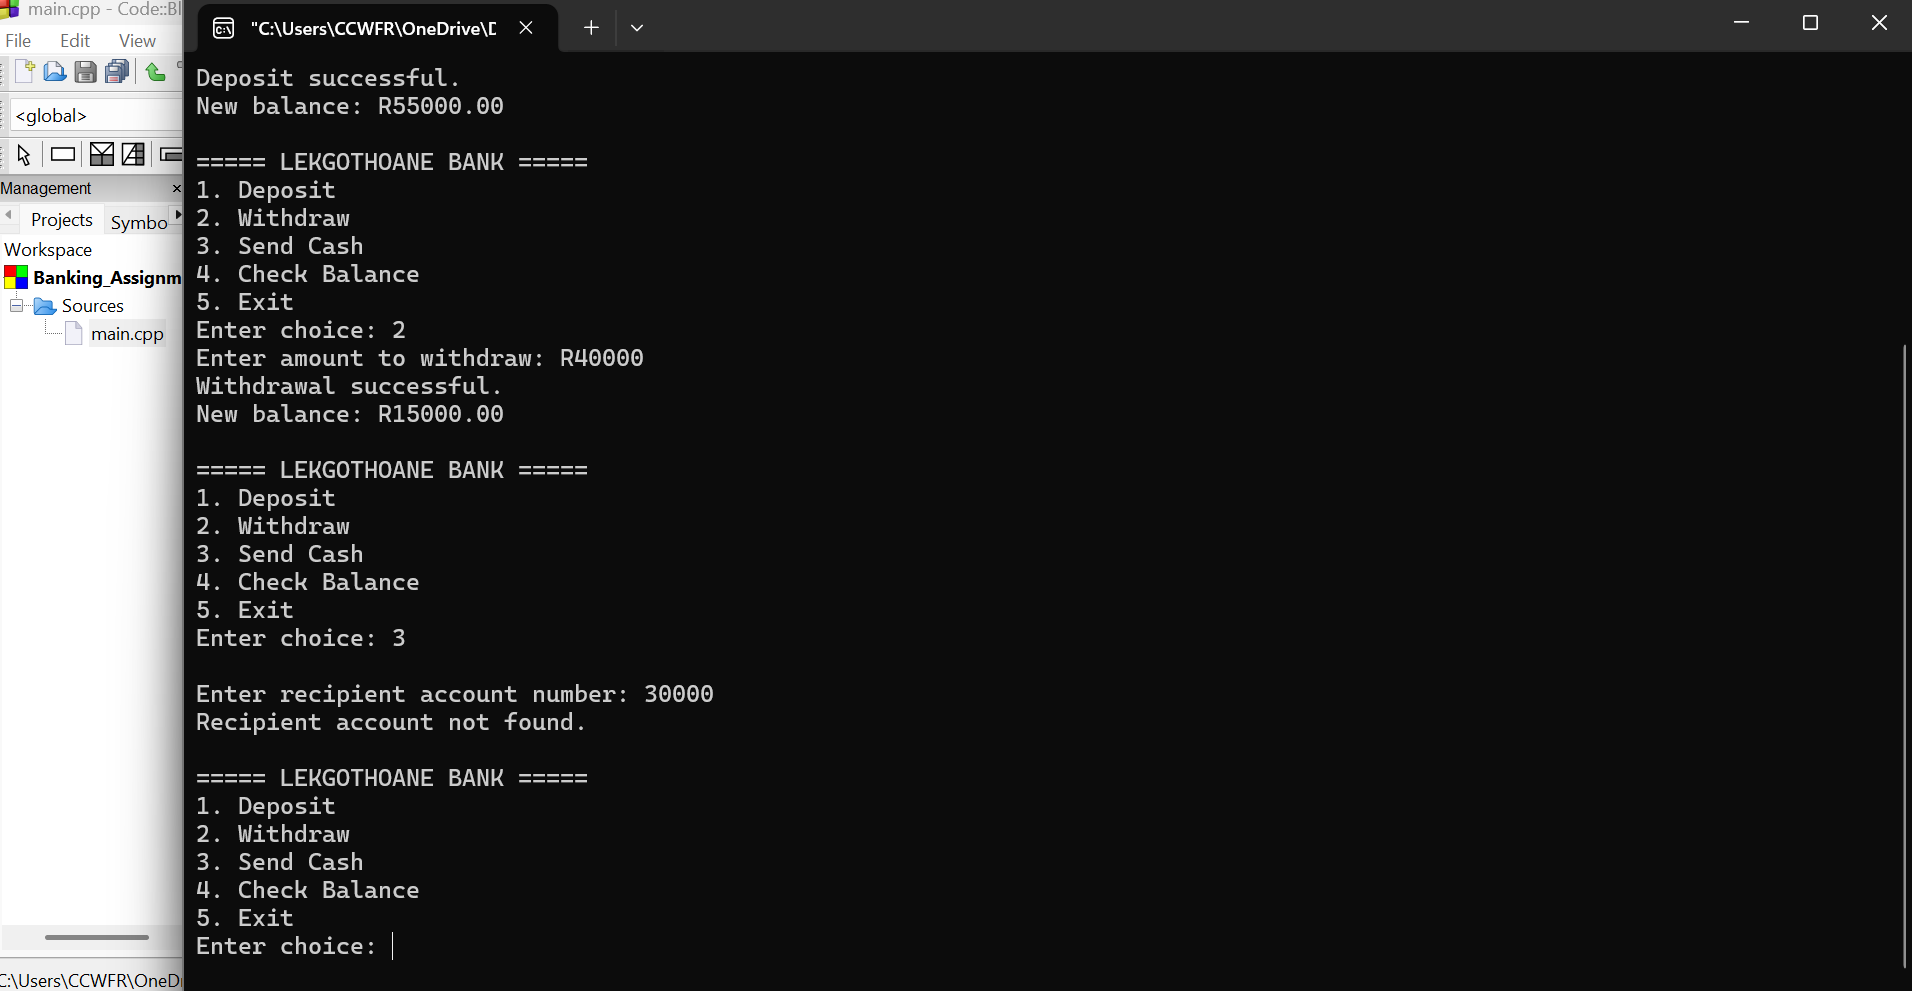 main.cpp - Code::Bl
File Edit View
<global>
Management
Projects Symbo
Workspace
Banking_Assignm
Sources
main.cpp
C:\Users\CCWFR\OneD
"C:\Users\CCWFR\OneDrive\D
Deposit successful.
New balance: R55000.00
===== LEKGOTHOANE BANK =====
1. Deposit
2. Withdraw
3. Send Cash
4. Check Balance
5. Exit
Enter choice: 2
Enter amount to withdraw: R40000
Withdrawal successful.
New balance: R15000.00
===== LEKGOTHOANE BANK =====
1. Deposit
2. Withdraw
3. Send Cash
4. Check Balance
5. Exit
Enter choice: 3
Enter recipient account number: 30000
Recipient account not found.
===== LEKGOTHOANE BANK =====
1. Deposit
2. Withdraw
3. Send Cash
4. Check Balance
5. Exit
Enter choice: